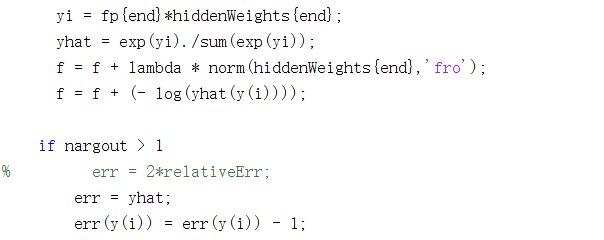 yi = fp{end}*hiddenWeights{end};
yhat = exp(yi)./sum(exp(yi));
f = f + lambda * norm(hiddenWeights{end},'fro');
f = f + (- log(yhat(y(i))));
if nargout > 1
% err = 2*relativeErr;
err = yhat;
err(y(i)) = err(y(i)) - 1;